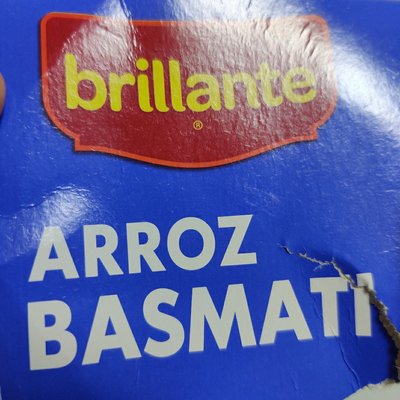 brillante
®
ARROZ
BASMATI